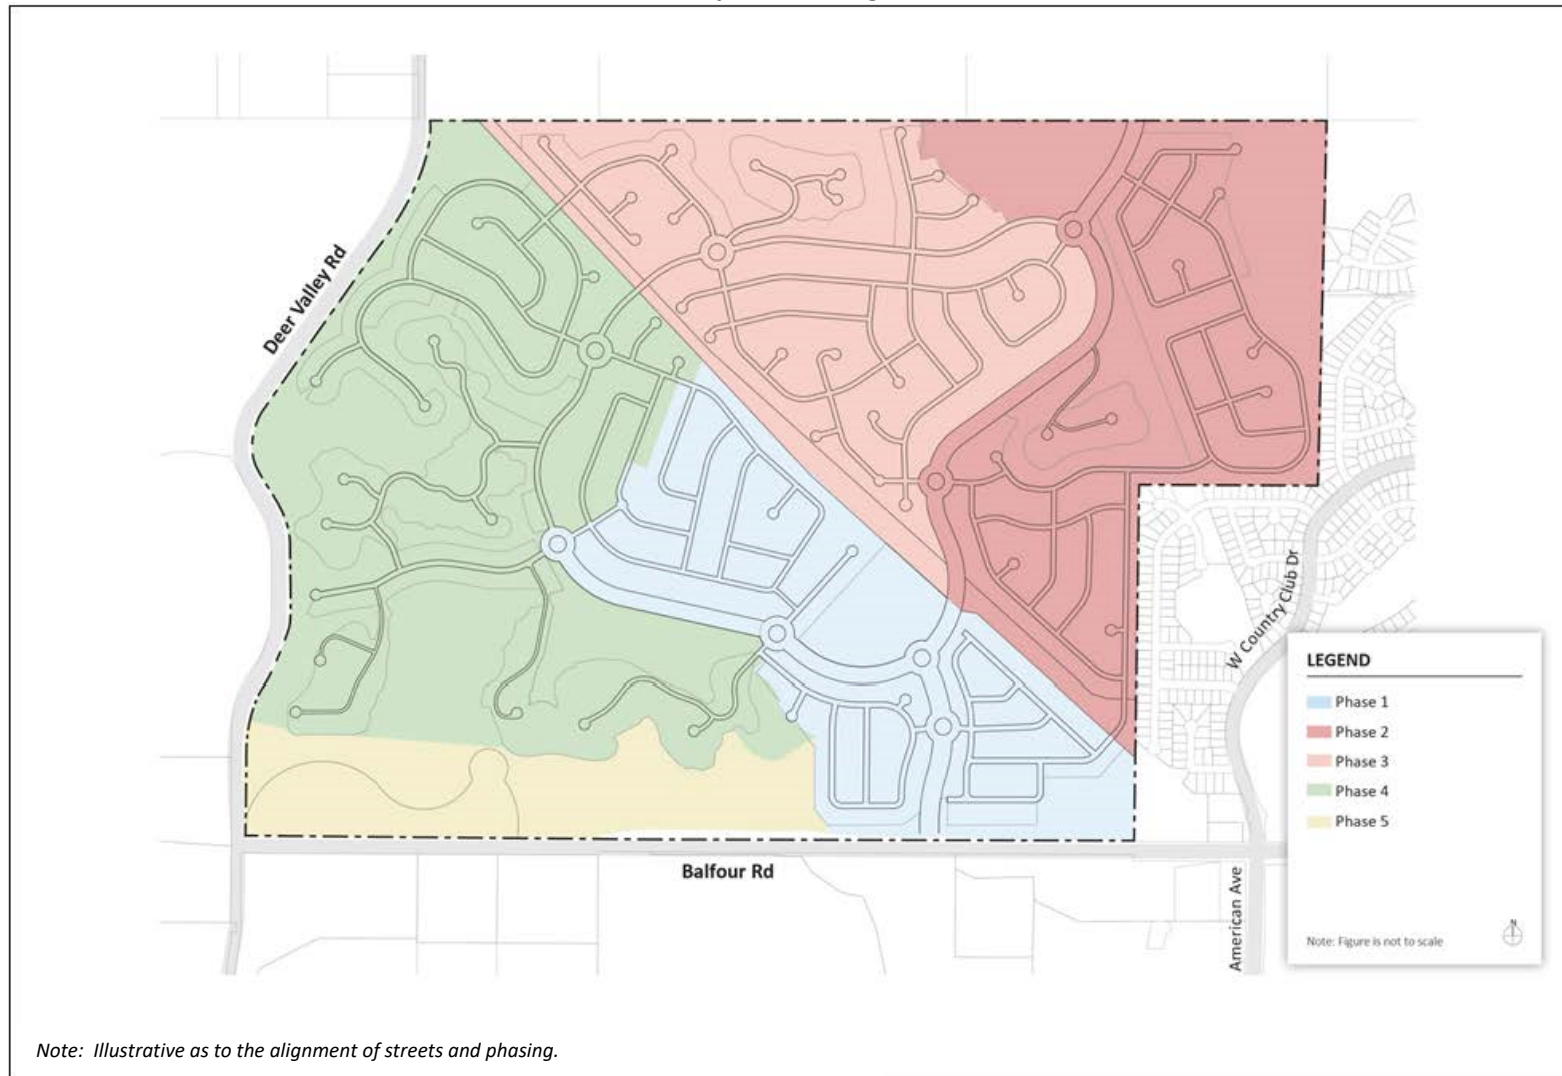 Deer Valley Rd
W Country Club Dr
LEGEND
Phase 1
Phase 2
Phase 3
Phase 4
Phase 5
Balfour Rd
American Ave
Note: Figure is not to scale
N
Note:  Illustrative as to the alignment of streets and phasing.